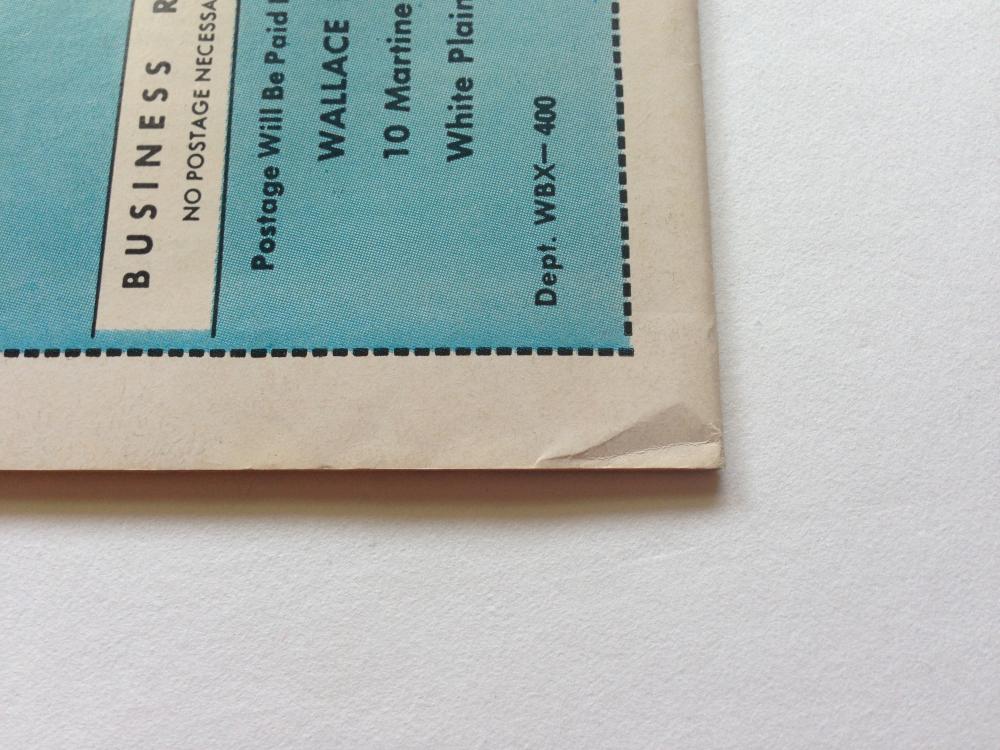 BUSINESS R
NO POSTAGE NECESSA
Postage Will Be Paid
WALLACE
10 Martine
White Plain
Dept. WBX—400